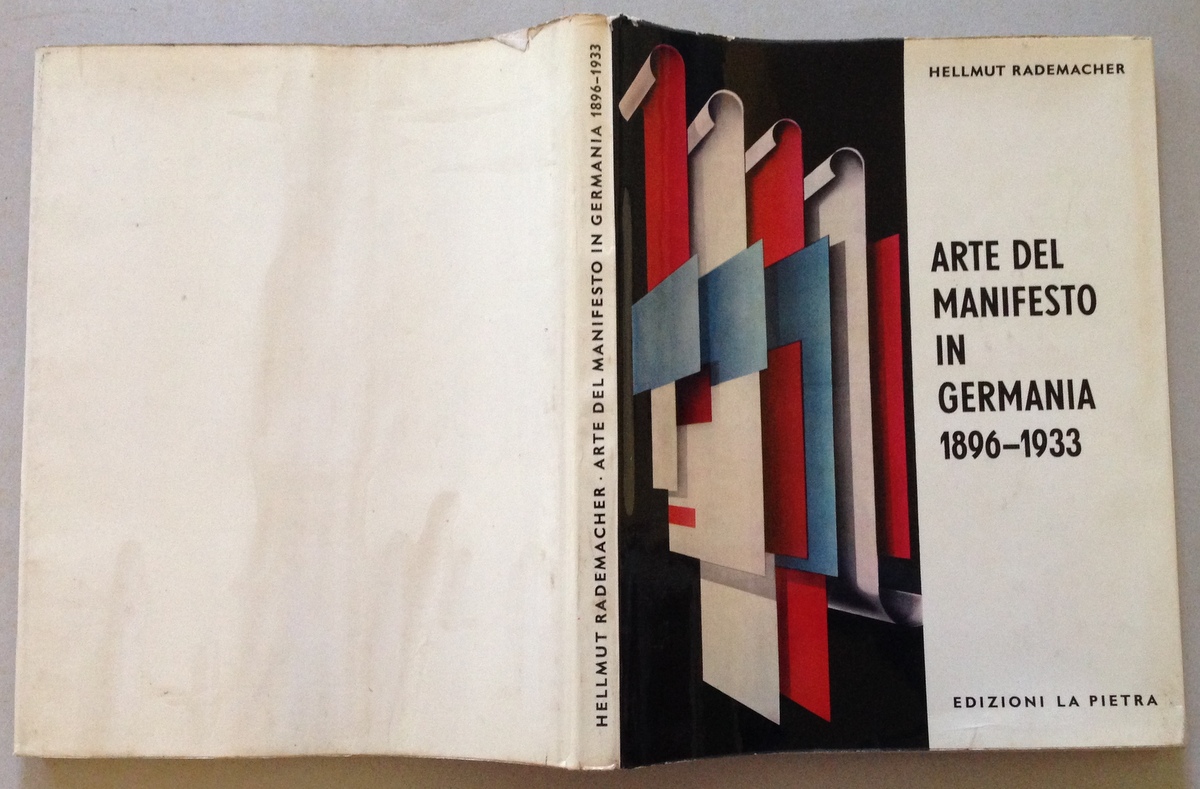 HELLMUT RADEMACHER · ARTE DEL MANIFESTO IN GERMANIA 1896–1933
HELLMUT RADEMACHER
ARTE DEL
MANIFESTO
IN
GERMANIA
1896–1933
EDIZIONI LA PIETRA